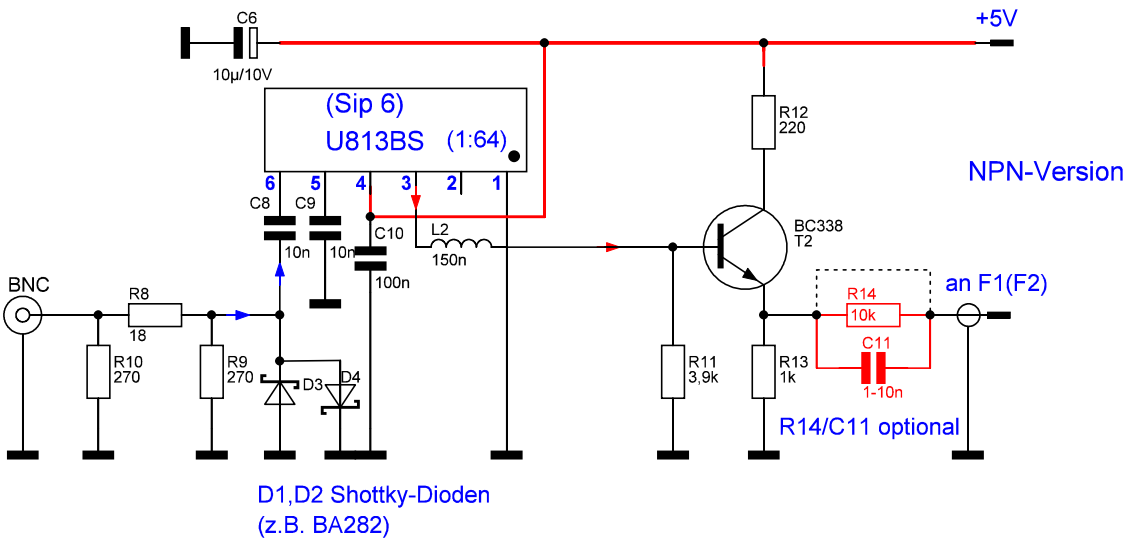 C6
+5V
10µ/10V
(Sip 6)
U813BS (1:64)
R12
220
NPN-Version
6 5 4 3 2 1
C8 C9
C10
L2
BC338
T2
10n 10n
100n
150n
BNC
R8
18
an F1(F2)
R14
10k
C11
1-10n
R10
270
R9
270
D3 D4
R11
3,9k
R13
1k
R14/C11 optional
D1,D2 Shottky-Dioden
(z.B. BA282)